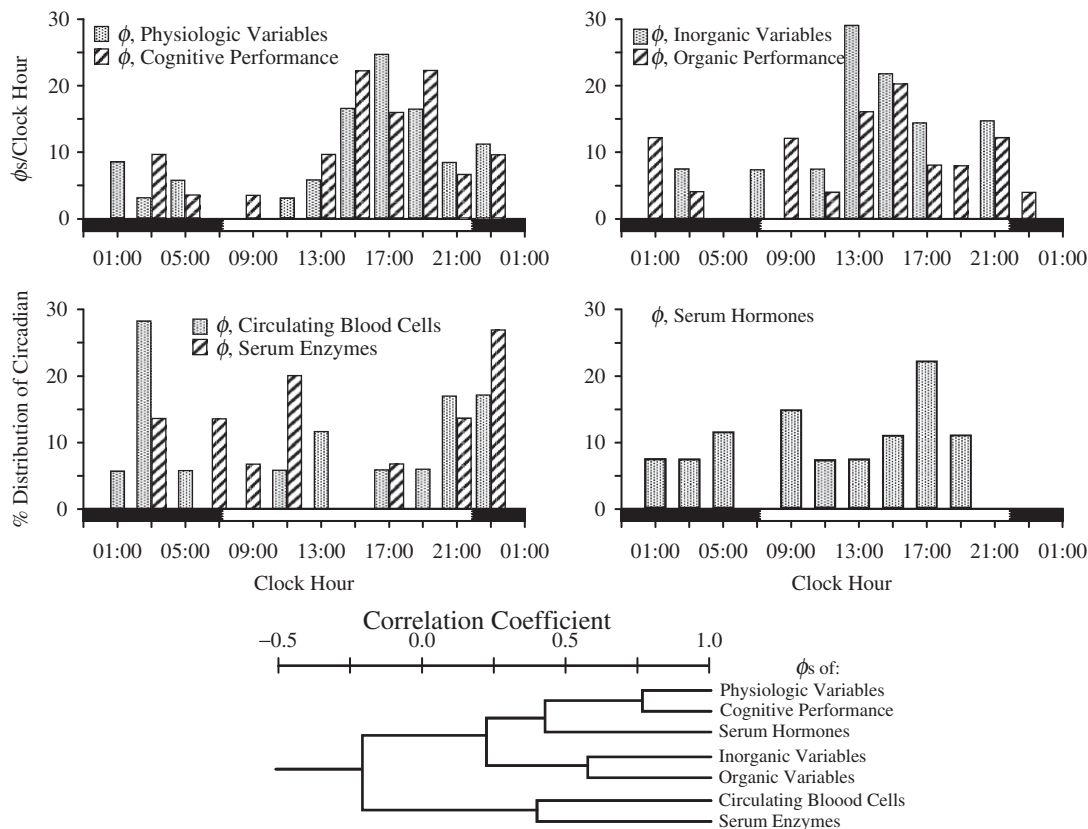 ϕs/Clock Hour
30
20
10
0
ϕ, Physiologic Variables
ϕ, Cognitive Performance
01:00 05:00 09:00 13:00 17:00 21:00 01:00
30
20
10
0
ϕ, Inorganic Variables
ϕ, Organic Performance
01:00 05:00 09:00 13:00 17:00 21:00 01:00
% Distribution of Circadian
30
20
10
0
ϕ, Circulating Blood Cells
ϕ, Serum Enzymes
01:00 05:00 09:00 13:00 17:00 21:00 01:00
Clock Hour
30
20
10
0
ϕ, Serum Hormones
01:00 05:00 09:00 13:00 17:00 21:00 01:00
Clock Hour
Correlation Coefficient
−0.5 0.0 0.5 1.0
ϕs of:
Physiologic Variables
Cognitive Performance
Serum Hormones
Inorganic Variables
Organic Variables
Circulating Bloood Cells
Serum Enzymes